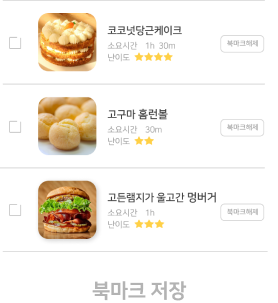 코코넛당근케이크
소요시간 1h 30m
북마크해제
난이도 ★★★★
고구마 홈런볼
소요시간 30m
북마크해제
난이도 ★★
고든램지가 울고간 멍버거
소요시간 1h
북마크해제
난이도 ★★★
북마크 저장